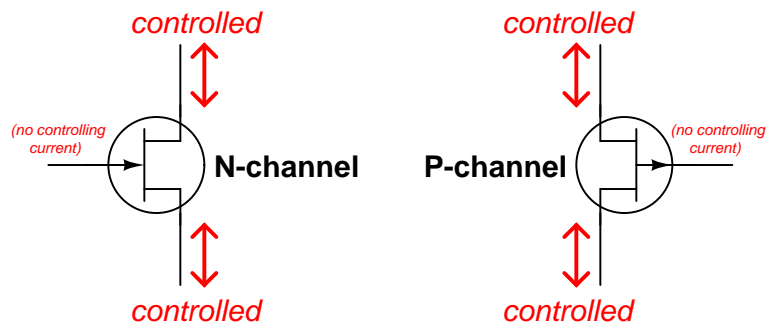 controlled
controlled
(no controlling
current)
N-channel
P-channel
(no controlling
current)
controlled
controlled